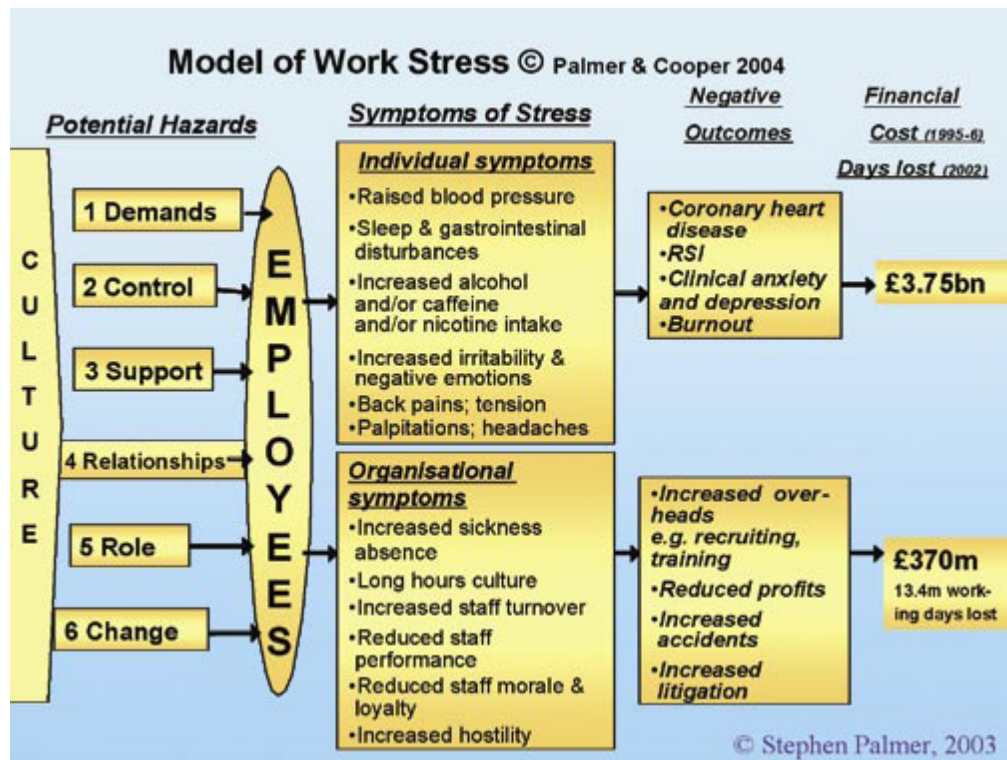 Model of Work Stress © Palmer & Cooper 2004
Potential Hazards
Symptoms of Stress
Negative
Outcomes
Financial
Cost (1995-6)
Days lost (2002)
CULTURE
1 Demands
2 Control
3 Support
4 Relationships
5 Role
6 Change
EMPLOYEES
Individual symptoms
•Raised blood pressure
•Sleep & gastrointestinal
disturbances
•Increased alcohol
and/or caffeine
and/or nicotine intake
•Increased irritability &
negative emotions
•Back pains; tension
•Palpitations; headaches
•Coronary heart
disease
•RSI
•Clinical anxiety
and depression
•Burnout
£3.75bn
Organisational
symptoms
•Increased sickness
absence
•Long hours culture
•Increased staff turnover
•Reduced staff
performance
•Reduced staff morale &
loyalty
•Increased hostility
•Increased over-
heads
e.g. recruiting,
training
•Reduced profits
•Increased
accidents
•Increased
litigation
£370m
13.4m work-
ing days lost
© Stephen Palmer, 2003